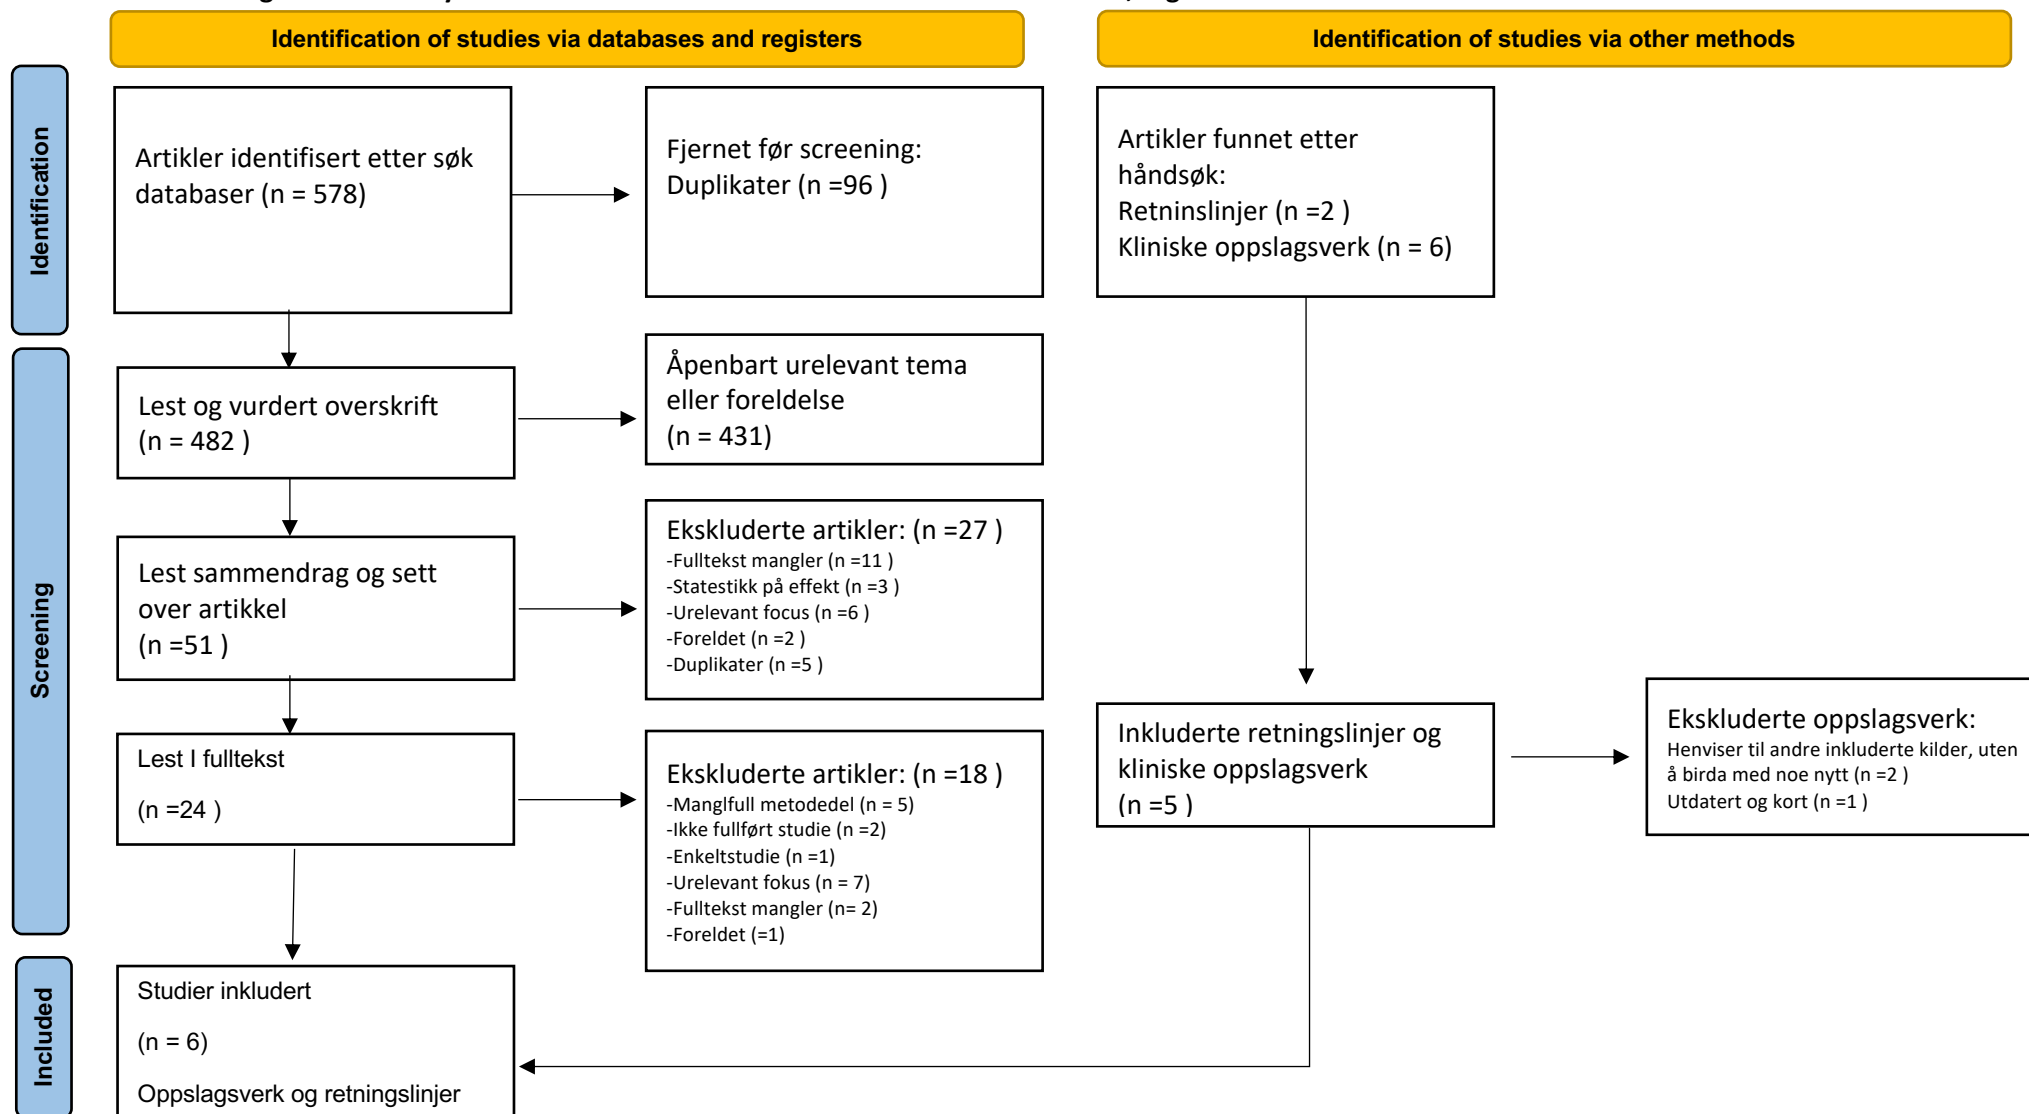 Identification of studies via databases and registers
Identification of studies via other methods
Identification
Artikler identifisert etter søk
databaser (n = 578)
Fjernet før screening:
Duplikater (n =96 )
Artikler funnet etter
håndsøk:
Retninslinjer (n =2 )
Kliniske oppslagsverk (n = 6)
Screening
Lest og vurdert overskrift
(n = 482 )
Åpenbart urelevant tema
eller foreldelse
(n = 431)
Lest sammendrag og sett
over artikkel
(n =51 )
Ekskluderte artikler: (n =27 )
-Fulltekst mangler (n =11 )
-Statestikk på effekt (n =3 )
-Urelevant focus (n =6 )
-Foreldet (n =2 )
-Duplikater (n =5 )
Lest I fulltekst
(n =24 )
Ekskluderte artikler: (n =18 )
-Manglfull metodedel (n = 5)
-Ikke fullført studie (n =2)
-Enkeltstudie (n =1)
-Urelevant fokus (n = 7)
-Fulltekst mangler (n= 2)
-Foreldet (=1)
Inkluderte retningslinjer og
kliniske oppslagsverk
(n =5 )
Ekskluderte oppslagsverk:
Henviser til andre inkluderte kilder, uten
å birda med noe nytt (n =2 )
Utdatert og kort (n =1 )
Included
Studier inkludert
(n = 6)
Oppslagsverk og retningslinjer